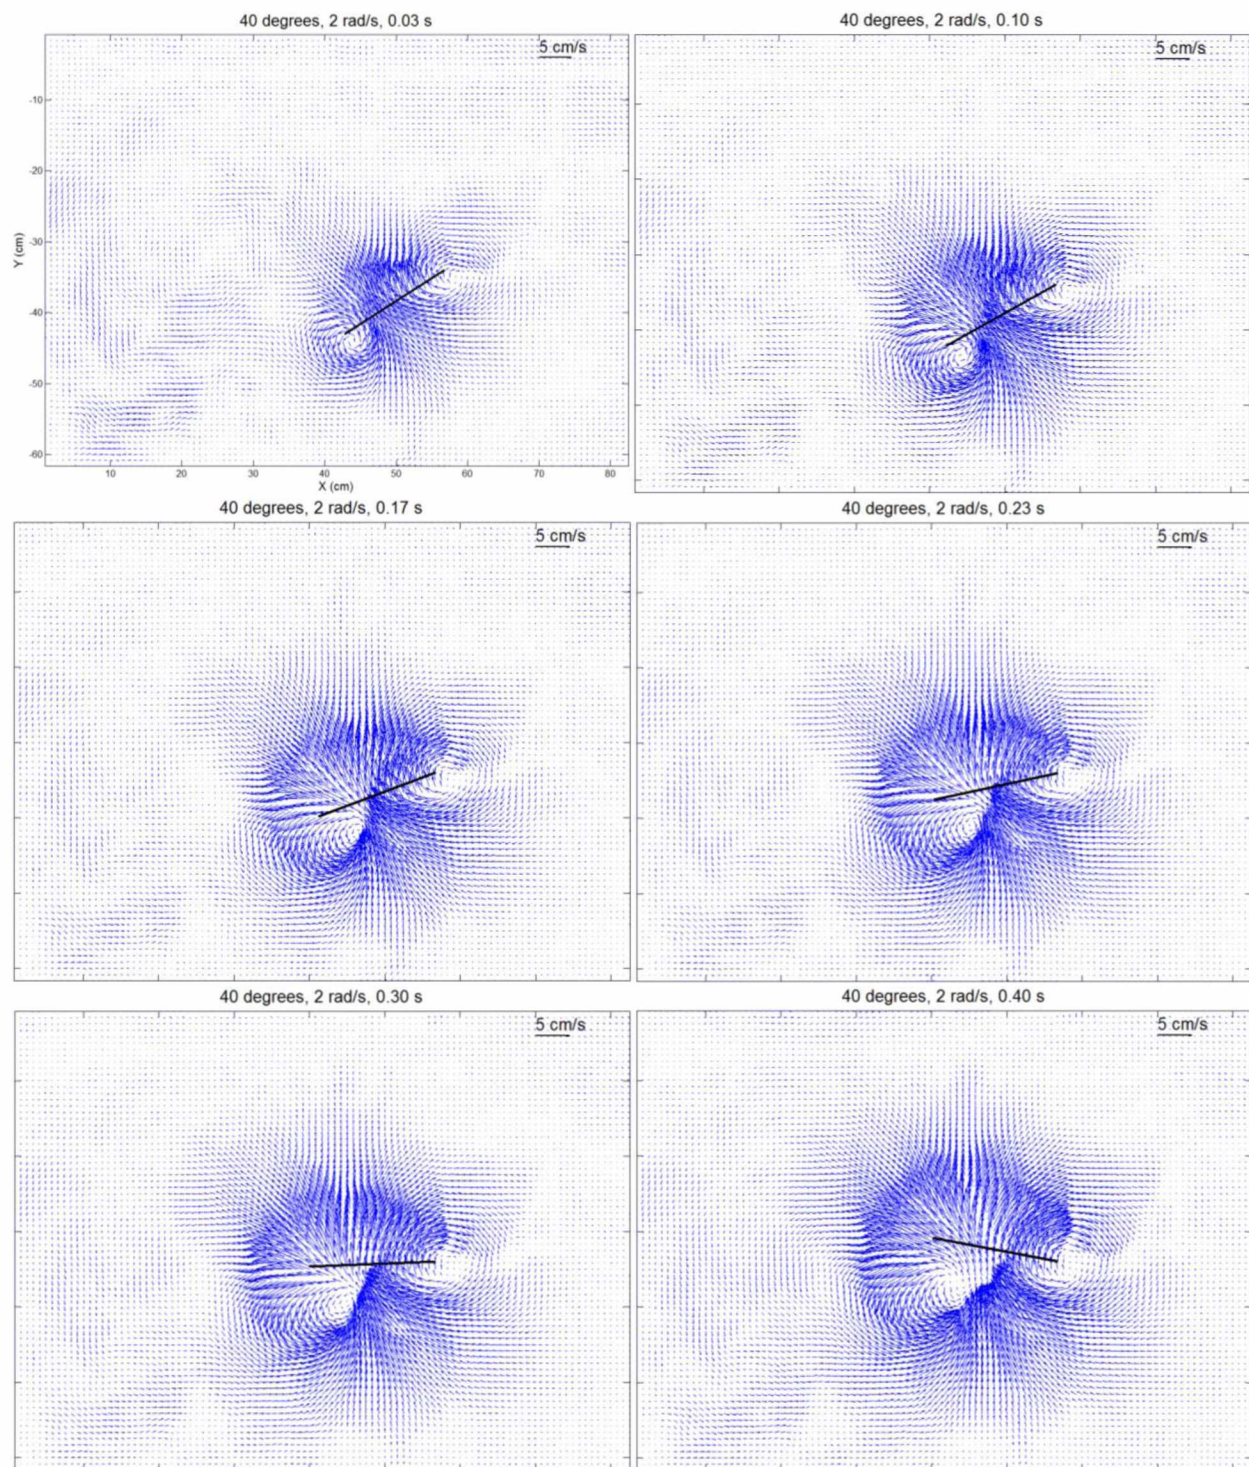 40 degrees, 2 rad/s, 0.03 s
5 cm/s
-10
-20
-30
-40
-50
-60
Y (cm)
10
20
30
40
50
60
70
80
X (cm)
40 degrees, 2 rad/s, 0.10 s
5 cm/s
40 degrees, 2 rad/s, 0.17 s
5 cm/s
40 degrees, 2 rad/s, 0.23 s
5 cm/s
40 degrees, 2 rad/s, 0.30 s
5 cm/s
40 degrees, 2 rad/s, 0.40 s
5 cm/s